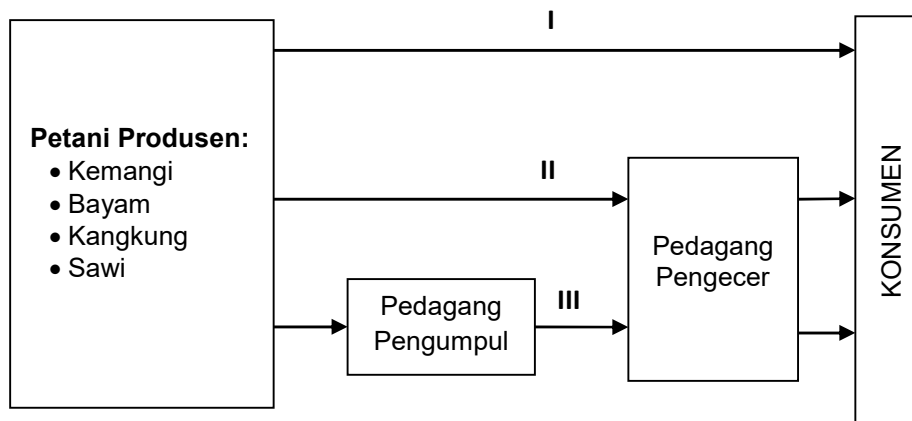 I
Petani Produsen:
• Kemangi
• Bayam
• Kangkung
• Sawi
II
Pedagang
Pengumpul
III
Pedagang
Pengecer
KONSUMEN